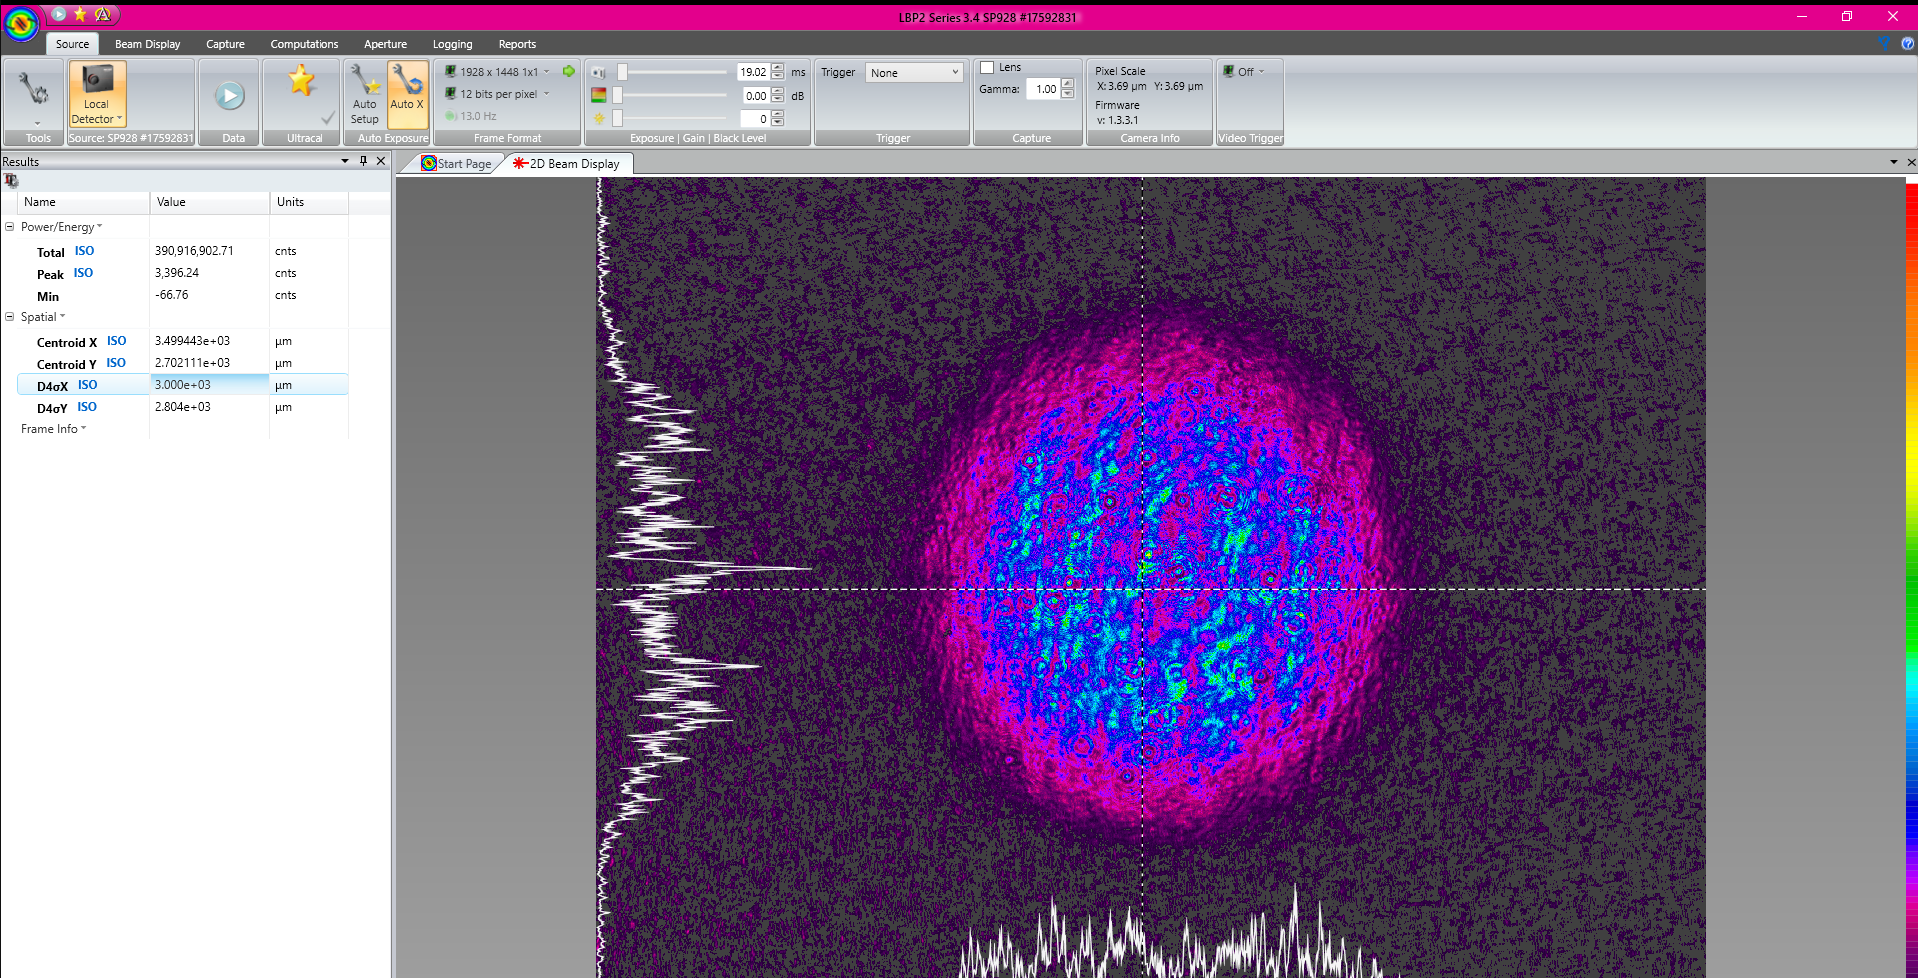 LBP2 Series 3.4 SP928 #17592831
Source Beam Display Capture Computations Aperture Logging Reports
Local Detector
Auto Setup
Auto X
1928 x 1448 1x1
12 bits per pixel
13.0 Hz
19.02 ms
0.00 dB
0
Trigger None
Lens
Gamma: 1.00
Pixel Scale
X: 3.69 µm Y: 3.69 µm
Firmware
v: 1.3.3.1
Off
Tools Source: SP928 #17592831 Data Ultracal Auto Exposure Frame Format Exposure | Gain | Black Level Trigger Capture Camera Info Video Trigger
Results
Start Page 2D Beam Display
Name Value Units
Power/Energy
Total ISO 390,916,902.71 cnts
Peak ISO 3,396.24 cnts
Min -66.76 cnts
Spatial
Centroid X ISO 3.499443e+03 µm
Centroid Y ISO 2.702111e+03 µm
D4σX ISO 3.000e+03 µm
D4σY ISO 2.804e+03 µm
Frame Info